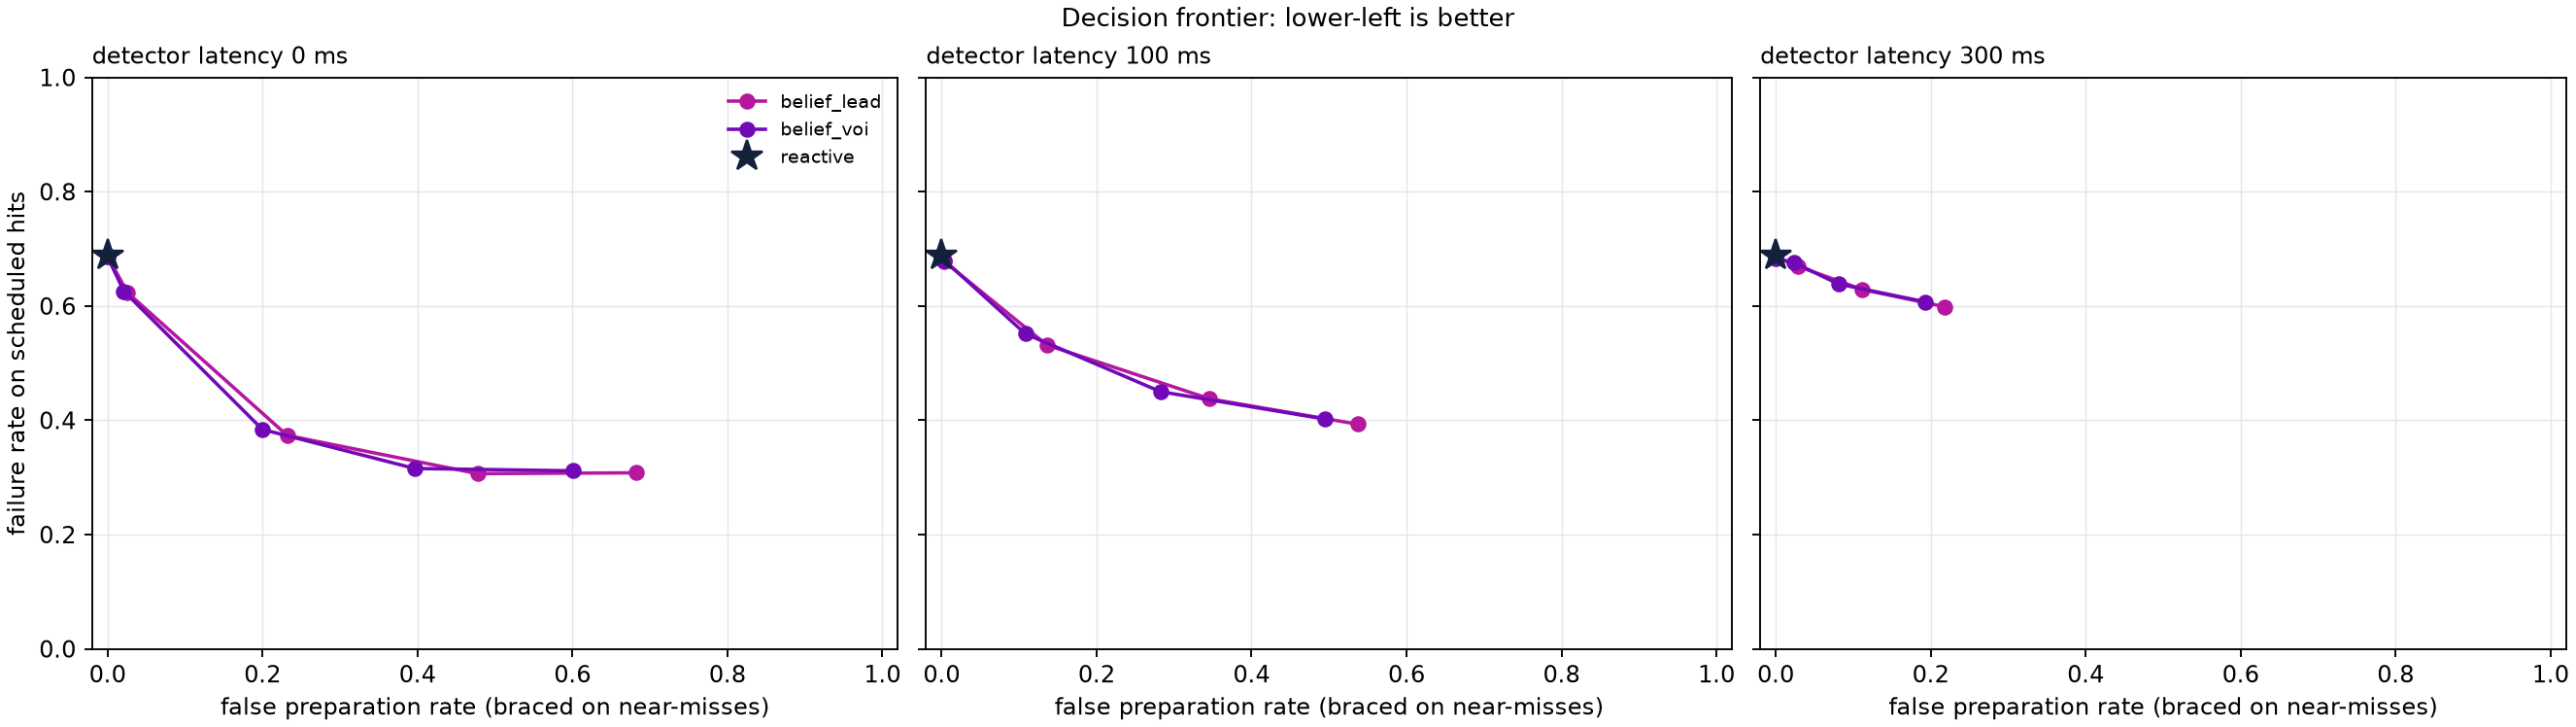 Decision frontier: lower-left is better
detector latency 0 ms
detector latency 100 ms
detector latency 300 ms
failure rate on scheduled hits
1.0
0.8
0.6
0.4
0.2
0.0
belief_lead
belief_voi
reactive
0.0 0.2 0.4 0.6 0.8 1.0
0.0 0.2 0.4 0.6 0.8 1.0
0.0 0.2 0.4 0.6 0.8 1.0
false preparation rate (braced on near-misses)
false preparation rate (braced on near-misses)
false preparation rate (braced on near-misses)